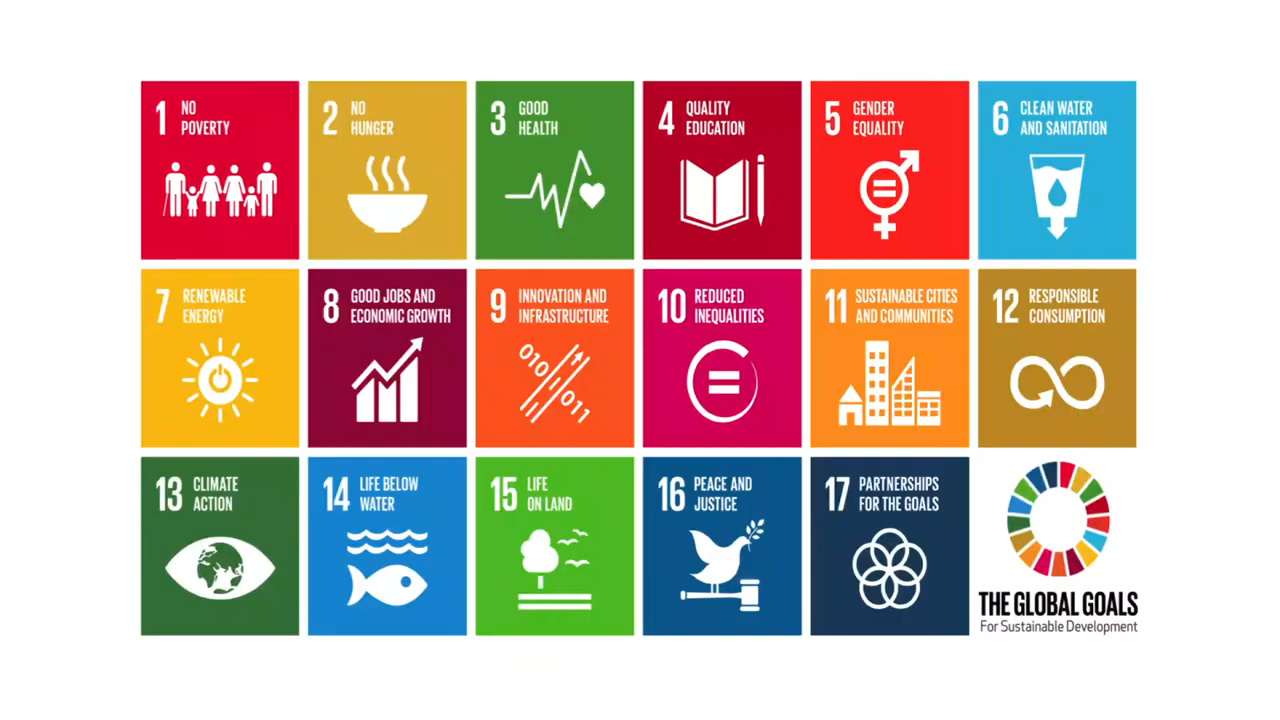 1 NO
POVERTY
2 NO
HUNGER
3 GOOD
HEALTH
4 QUALITY
EDUCATION
5 GENDER
EQUALITY
6 CLEAN WATER
AND SANITATION
7 RENEWABLE
ENERGY
8 GOOD JOBS AND
ECONOMIC GROWTH
9 INNOVATION AND
INFRASTRUCTURE
010
011
10 REDUCED
INEQUALITIES
11 SUSTAINABLE CITIES
AND COMMUNITIES
12 RESPONSIBLE
CONSUMPTION
13 CLIMATE
ACTION
14 LIFE BELOW
WATER
15 LIFE
ON LAND
16 PEACE AND
JUSTICE
17 PARTNERSHIPS
FOR THE GOALS
THE GLOBAL GOALS
For Sustainable Development